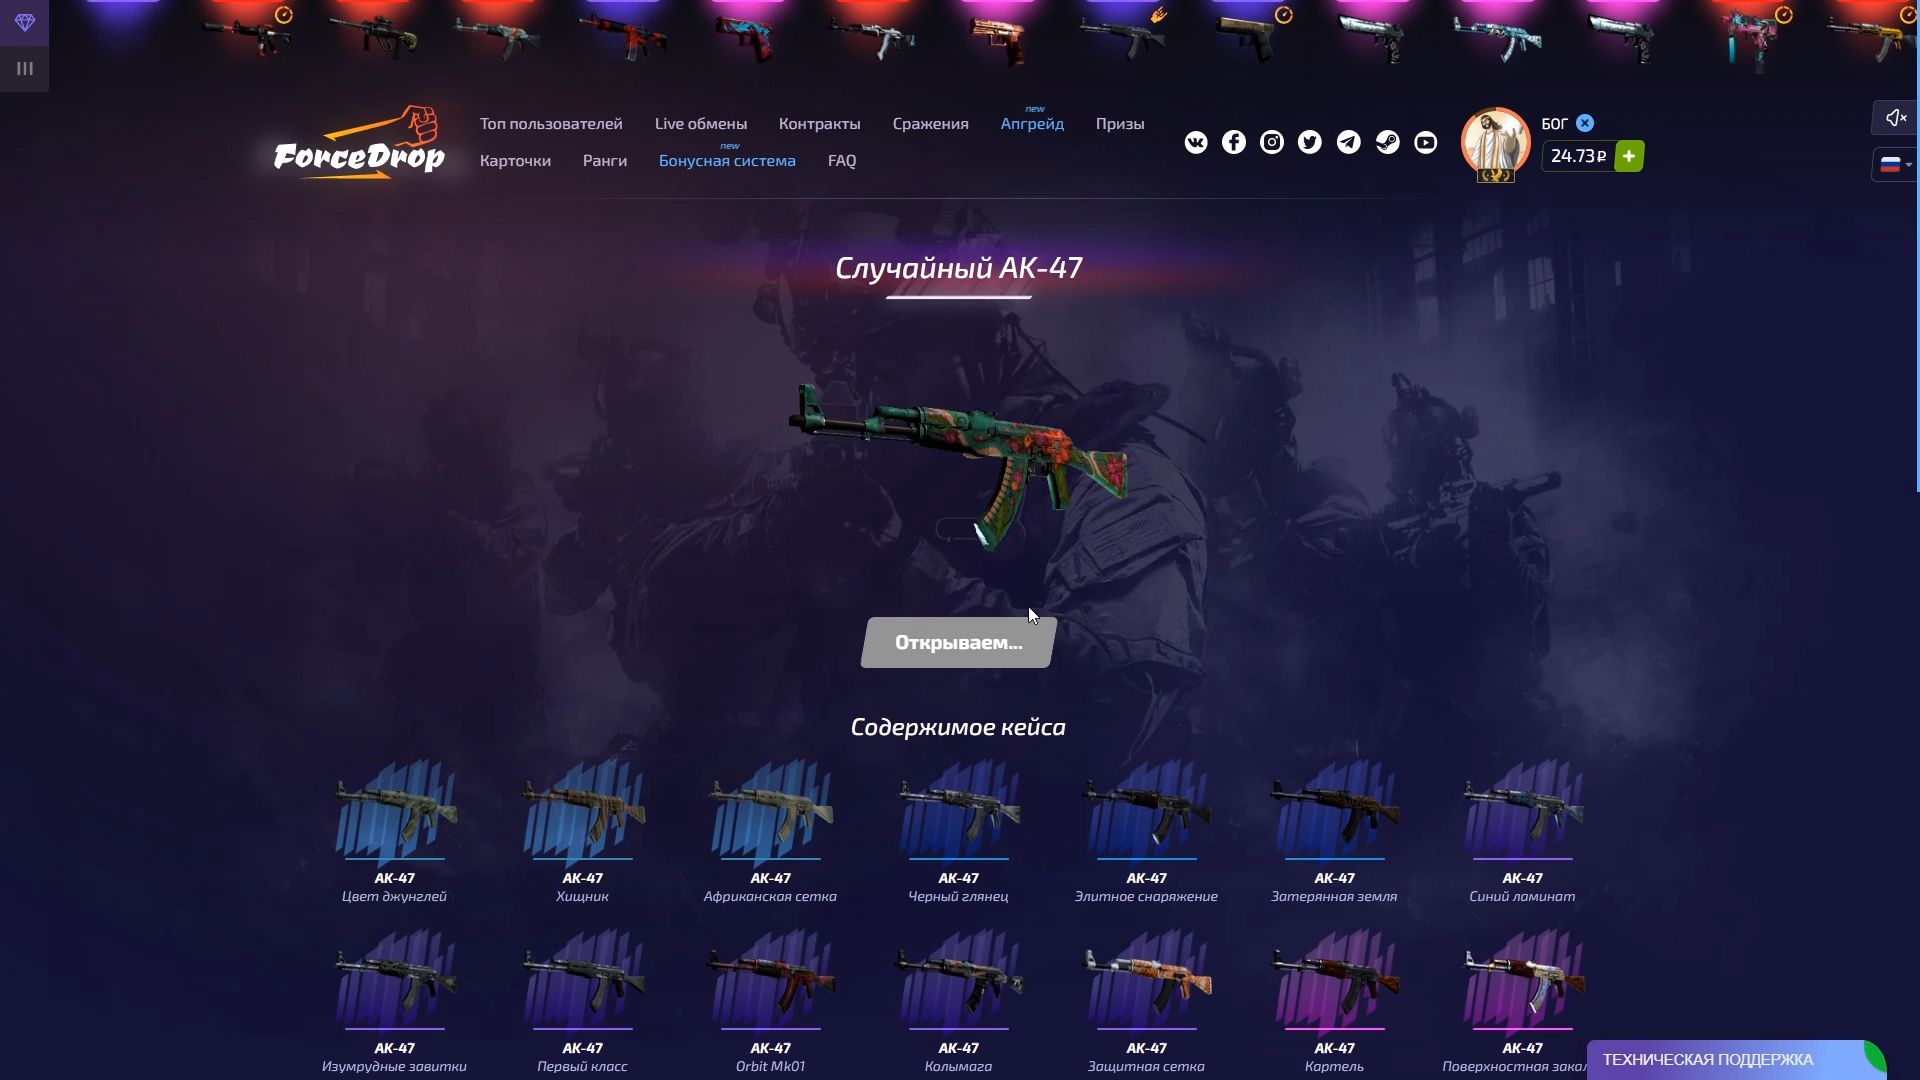 ForceDrop
Топ пользователей
Live обмены
Контракты
Сражения
new
Апгрейд
Призы
Карточки
Ранги
new
Бонусная система
FAQ
БОГ
24.73₽
Случайный AK-47
Открываем...
Содержимое кейса
AK-47
Цвет джунглей
AK-47
Хищник
AK-47
Африканская сетка
AK-47
Черный глянец
AK-47
Элитное снаряжение
AK-47
Затерянная земля
AK-47
Синий ламинат
AK-47
Изумрудные завитки
AK-47
Первый класс
AK-47
Orbit Mk01
AK-47
Колымага
AK-47
Защитная сетка
AK-47
Картель
AK-47
Поверхностная
ТЕХНИЧЕСКАЯ ПОДДЕРЖКА